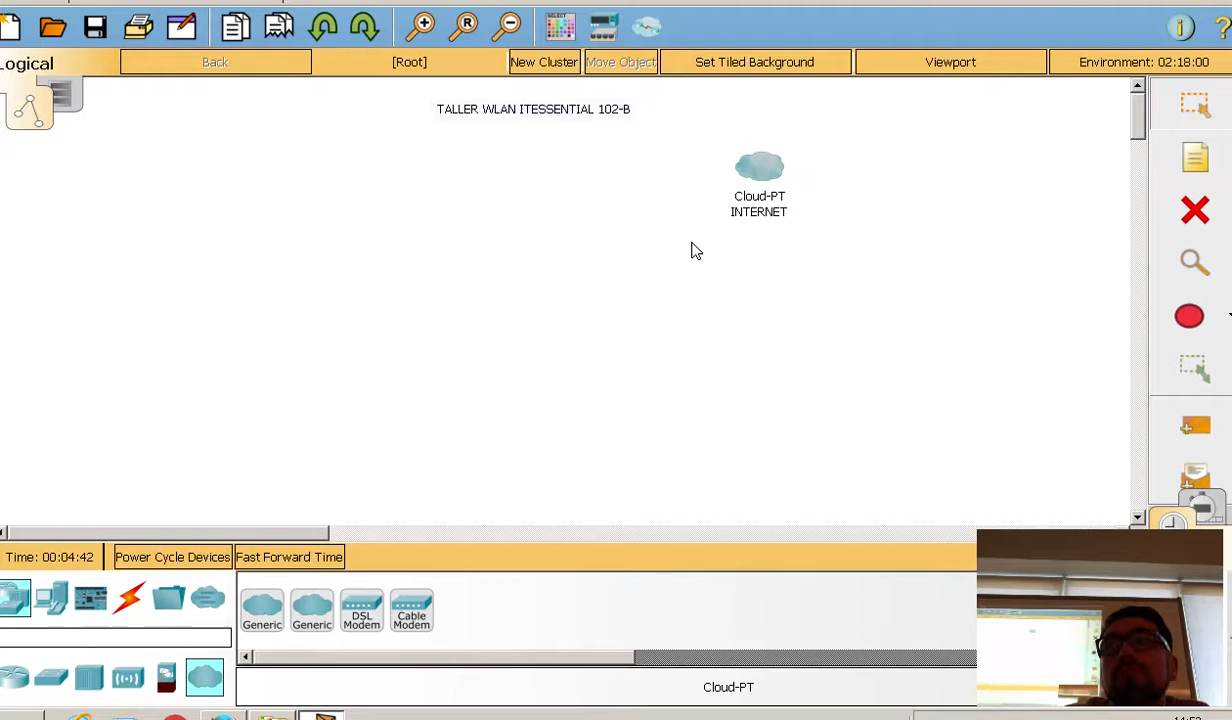 Logical
Back
[Root]
New Cluster
Move Object
Set Tiled Background
Viewport
Environment: 02:18:00
TALLER WLAN ITESSENTIAL 102-B
Cloud-PT
INTERNET
Time: 00:04:42
Power Cycle Devices
Fast Forward Time
Generic
Generic
DSL
Modem
Cable
Modem
Cloud-PT